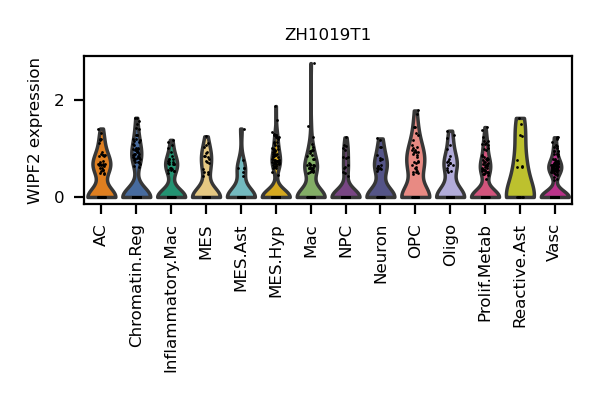 ZH1019T1
WIPF2 expression
2
0
AC
Chromatin.Reg
Inflammatory.Mac
MES
MES.Ast
MES.Hyp
Mac
NPC
Neuron
OPC
Oligo
Prolif.Metab
Reactive.Ast
Vasc